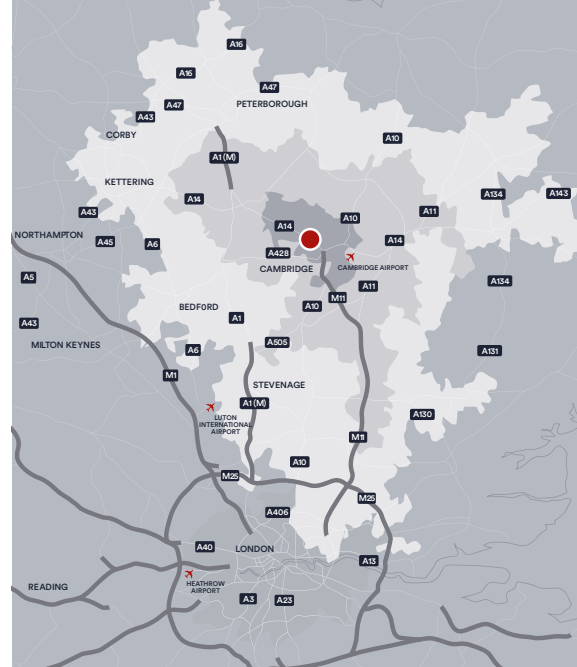 A16
A16
A47
A47
PETERBOROUGH
A43
CORBY
A10
A1 (M)
KETTERING
A14
A134
A143
A43
A11
A10
A14
NORTHAMPTON
A45
A6
A14
A428
CAMBRIDGE
CAMBRIDGE AIRPORT
A5
A134
A11
M11
A10
BEDFORD
A1
A43
MILTON KEYNES
A6
A505
A131
M1
STEVENAGE
A1 (M)
LUTON
INTERNATIONAL
AIRPORT
A130
M11
A10
M25
M25
A406
A40
LONDON
A13
HEATHROW
AIRPORT
READING
A3
A23